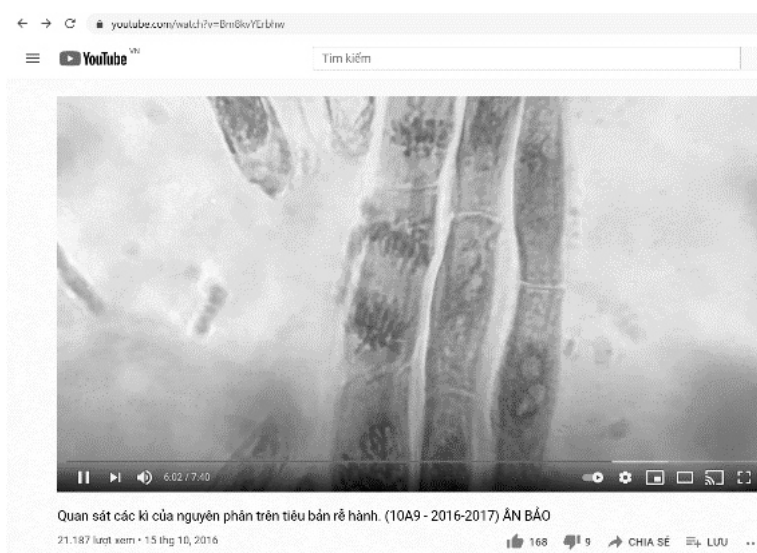 youtube.com/watch?v=Bm8kvYErbhw
YouTube VN
Tìm kiếm
6:02 / 7:40
Quan sát các kì của nguyên phân trên tiêu bản rễ hành. (10A9 - 2016-2017) ÂN BẢO
21.187 lượt xem • 15 thg 10, 2016
168 9 CHIA SẺ LƯU